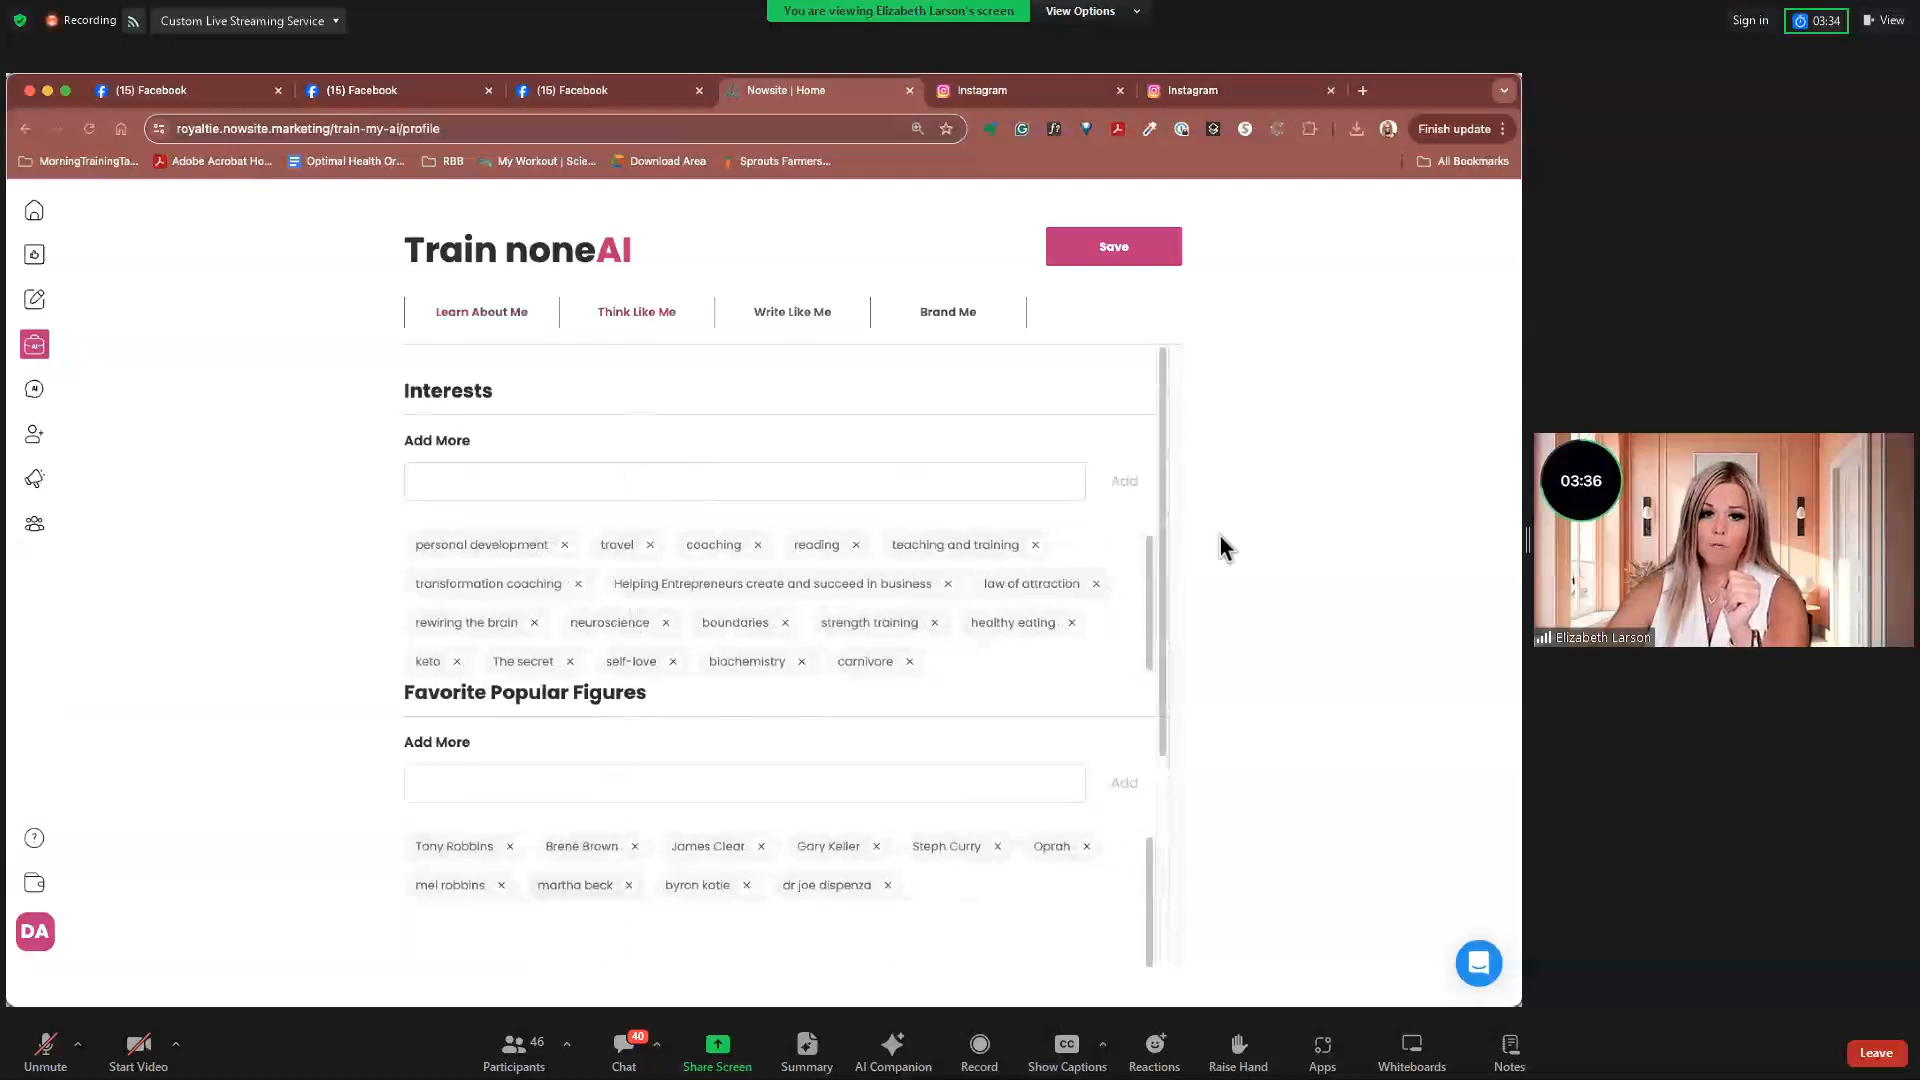 Recording
Custom Live Streaming Service
You are viewing Elizabeth Larson's screen
View Options
Sign in
03:34
View
(15) Facebook
(15) Facebook
(15) Facebook
Nowsite | Home
Instagram
Instagram
royaltie.nowsite.marketing/train-my-ai/profile
Finish update
MorningTrainingTa...
Adobe Acrobat Ho...
Optimal Health Or...
RBB
My Workout | Scie...
Download Area
Sprouts Farmers...
All Bookmarks
Train noneAI
Save
Learn About Me
Think Like Me
Write Like Me
Brand Me
Interests
Add More
Add
personal development × travel × coaching × reading × teaching and training ×
transformation coaching × Helping Entrepreneurs create and succeed in business × law of attraction ×
rewiring the brain × neuroscience × boundaries × strength training × healthy eating ×
keto × The secret × self-love × biochemistry × carnivore ×
Favorite Popular Figures
Add More
Add
Tony Robbins × Brené Brown × James Clear × Gary Keller × Steph Curry × Oprah ×
mel robbins × martha beck × byron katie × dr joe dispenza ×
AI
AI
DA
03:36
Elizabeth Larson
Unmute
Start Video
46
Participants
40
Chat
Share Screen
Summary
AI Companion
Record
CC
Show Captions
Reactions
Raise Hand
Apps
Whiteboards
Notes
Leave